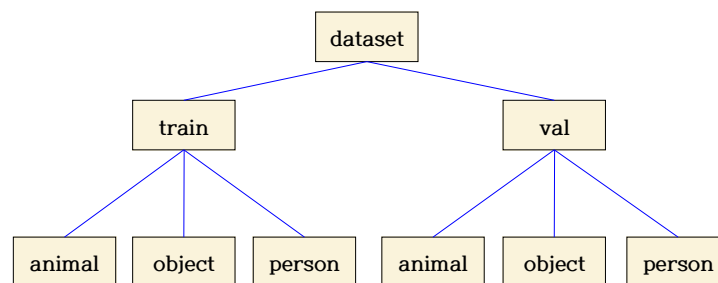 dataset
train
val
animal
object
person
animal
object
person